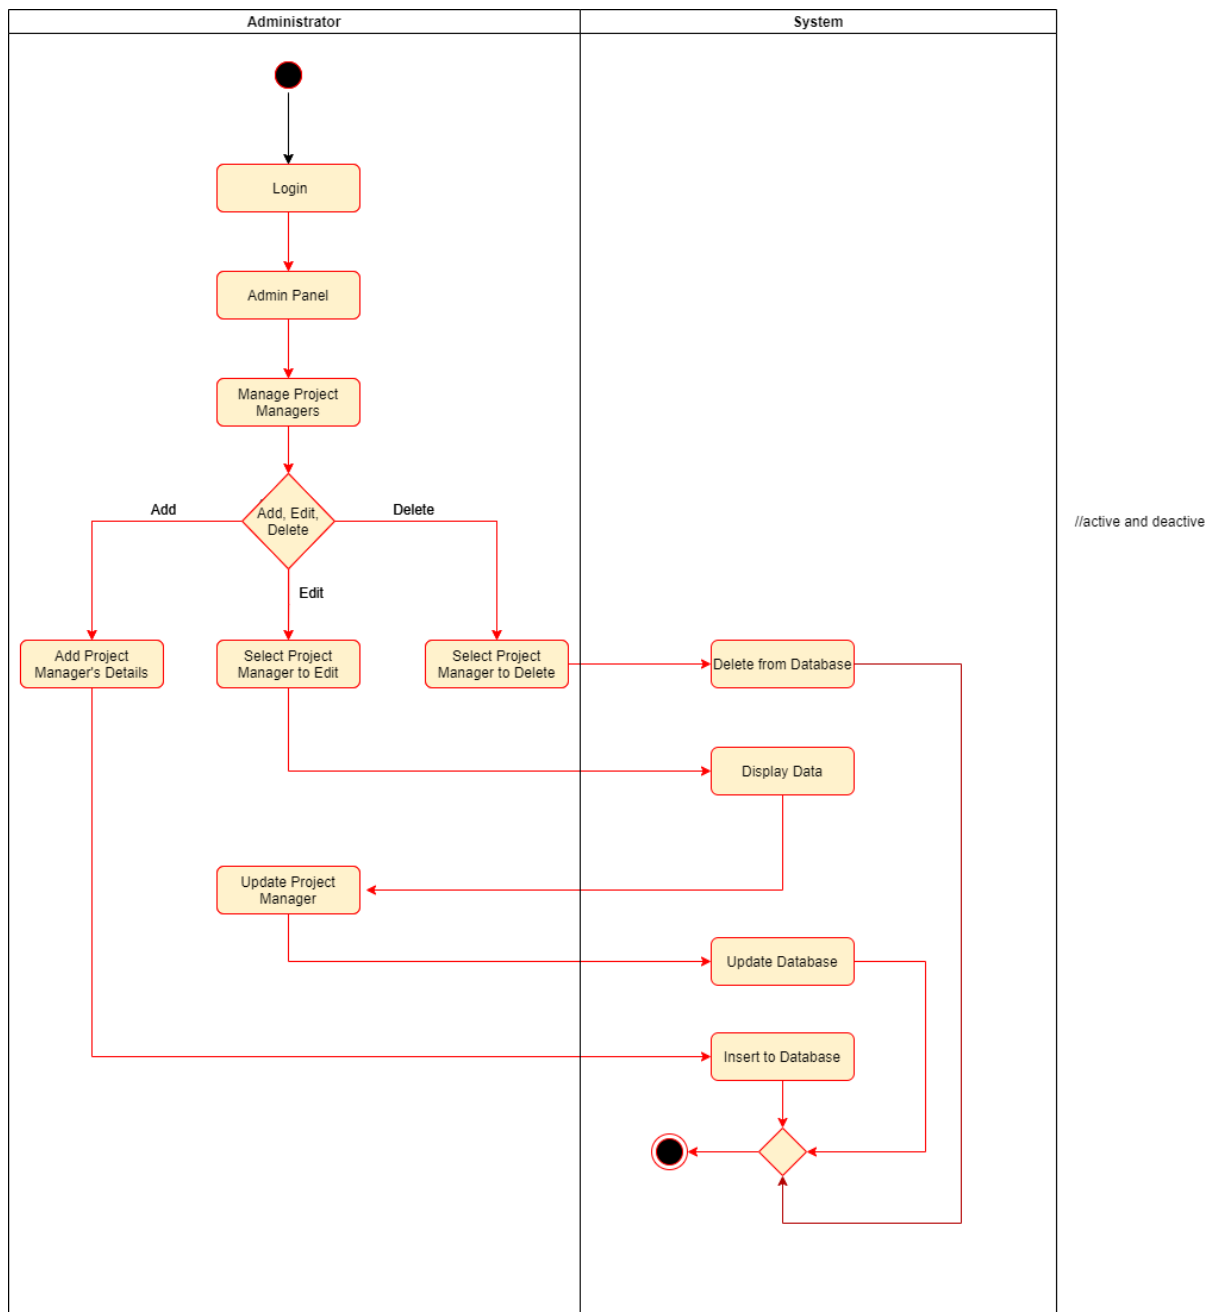 Administrator
System
Login
Admin Panel
Manage Project
Managers
Add, Edit,
Delete
Add
Delete
Edit
//active and deactive
Add Project
Manager's Details
Select Project
Manager to Edit
Select Project
Manager to Delete
Delete from Database
Display Data
Update Project
Manager
Update Database
Insert to Database